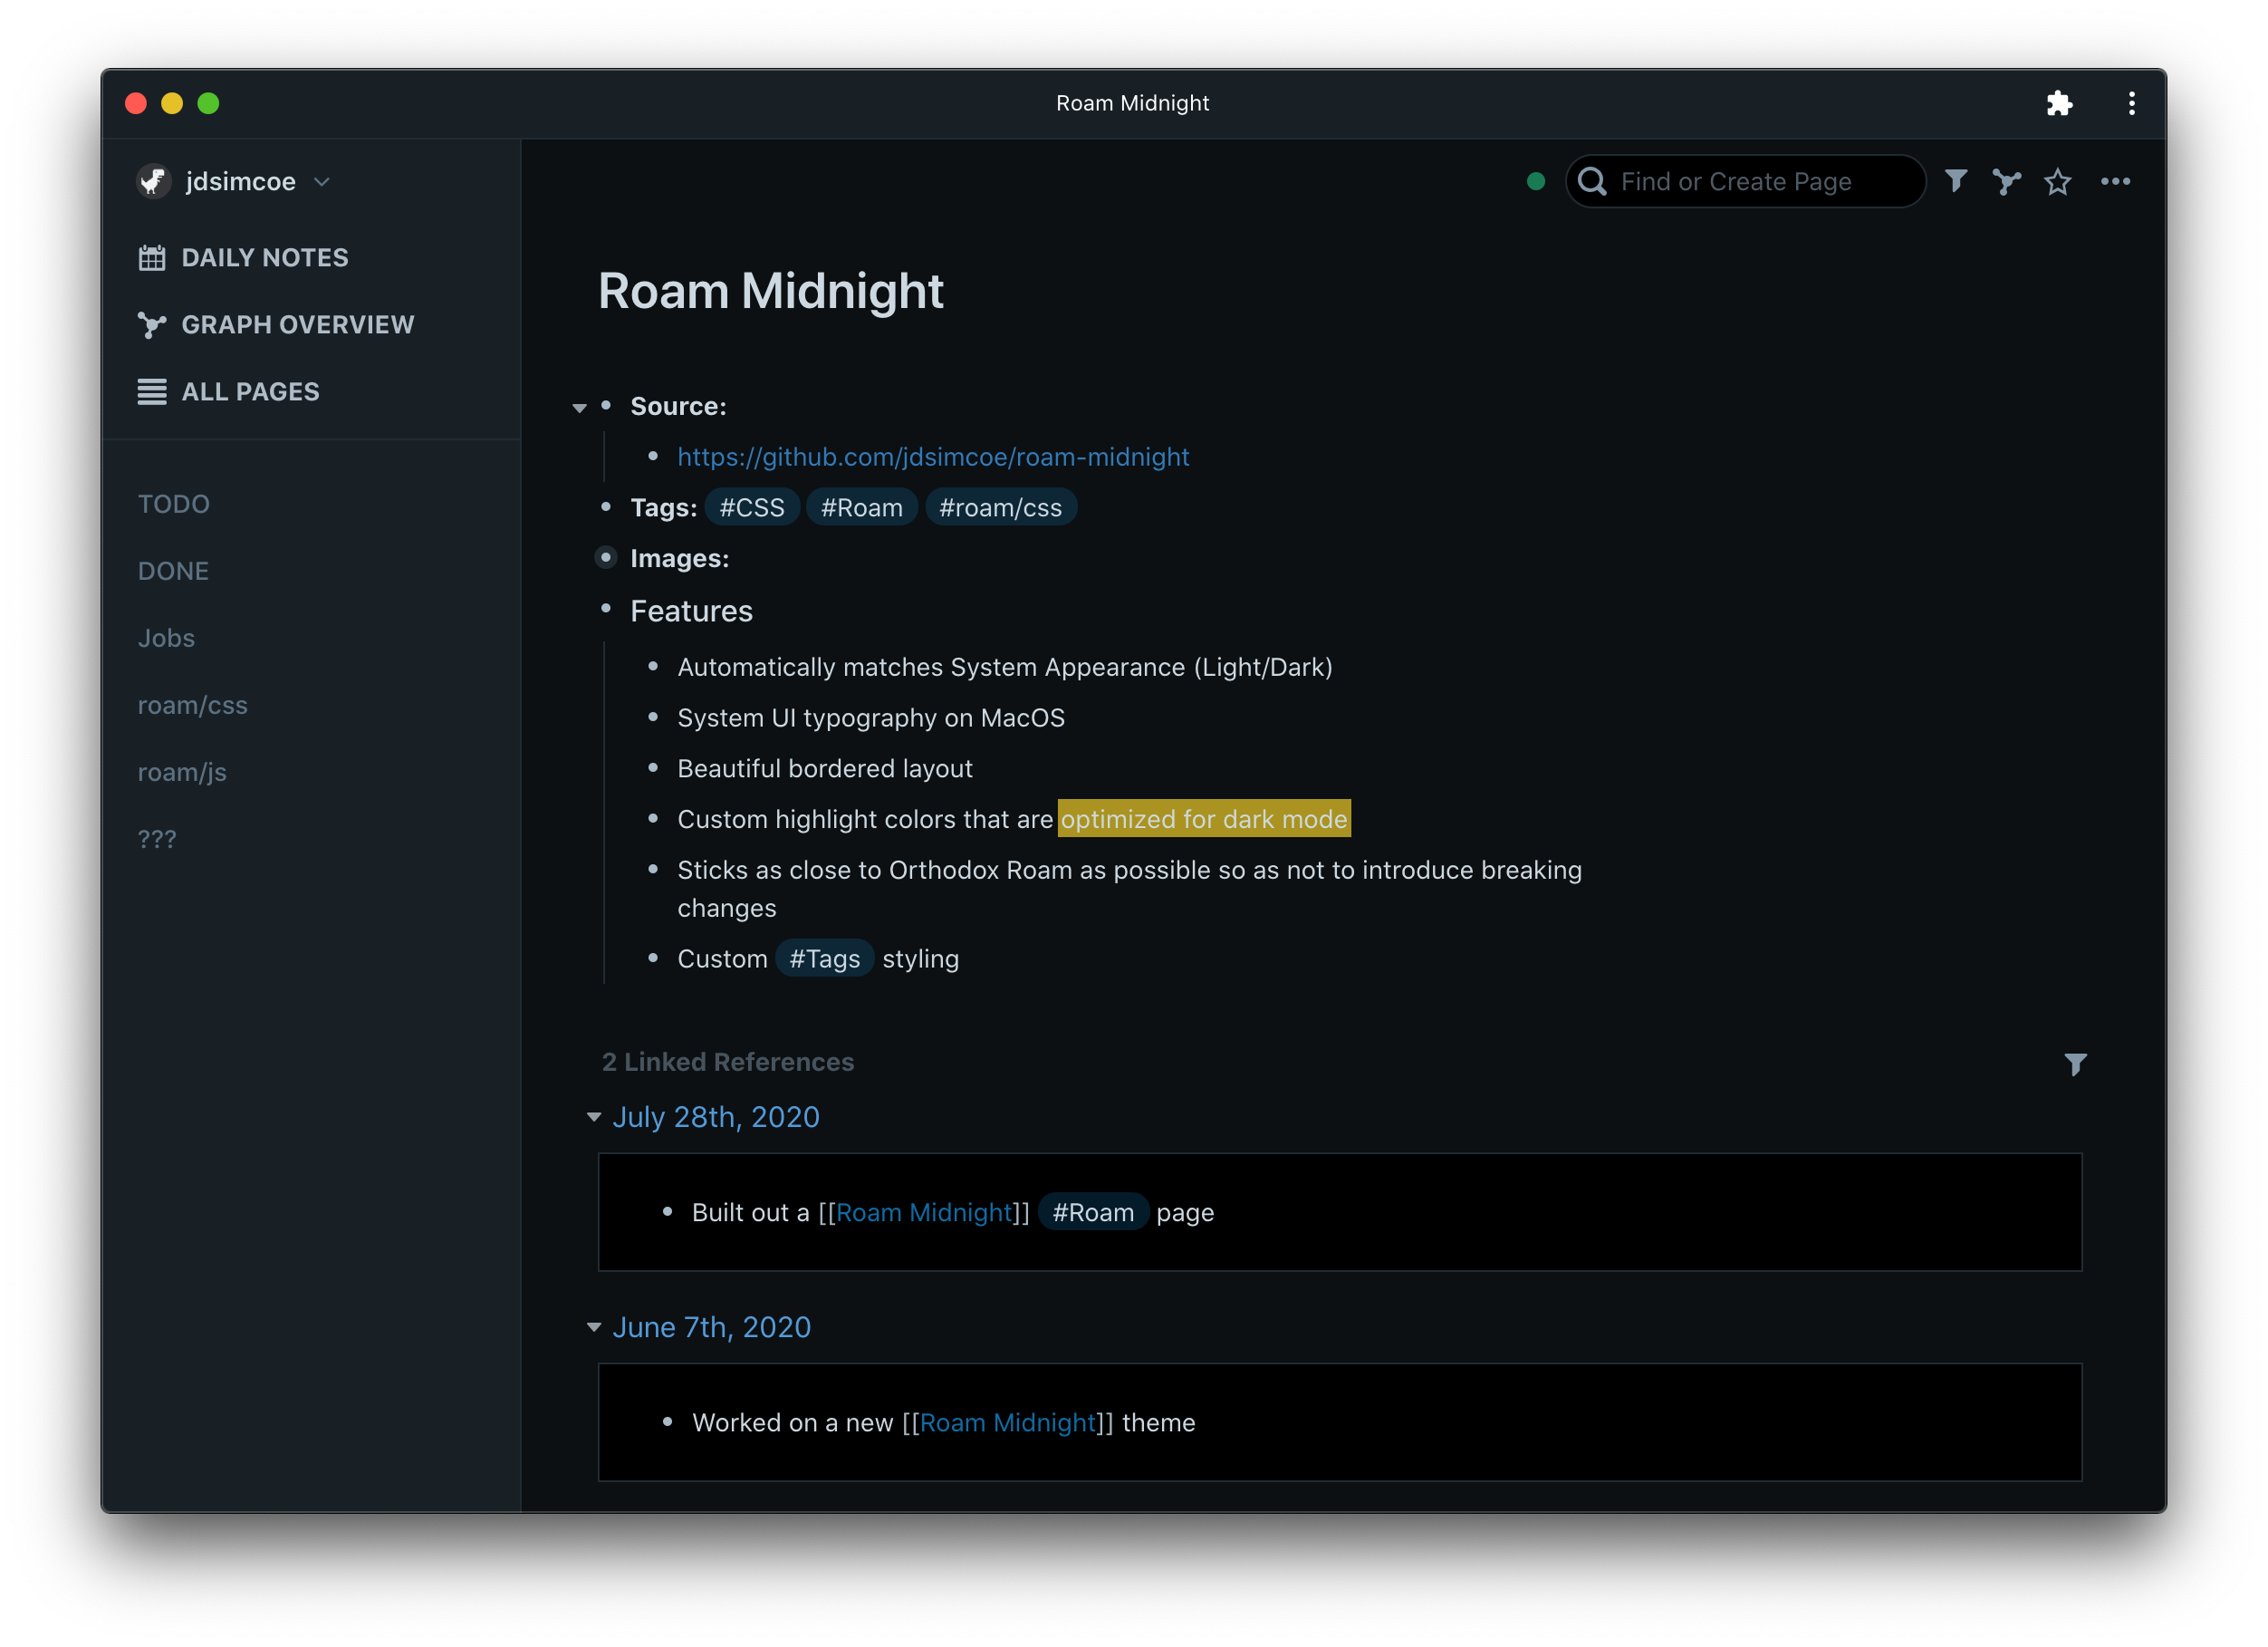 Roam Midnight
jdsimcoe
Find or Create Page
DAILY NOTES
GRAPH OVERVIEW
ALL PAGES
TODO
DONE
Jobs
roam/css
roam/js
???
Roam Midnight
Source:
https://github.com/jdsimcoe/roam-midnight
Tags: #CSS #Roam #roam/css
Images:
Features
Automatically matches System Appearance (Light/Dark)
System UI typography on MacOS
Beautiful bordered layout
Custom highlight colors that are optimized for dark mode
Sticks as close to Orthodox Roam as possible so as not to introduce breaking
changes
Custom #Tags styling
2 Linked References
July 28th, 2020
Built out a [[Roam Midnight]] #Roam page
June 7th, 2020
Worked on a new [[Roam Midnight]] theme